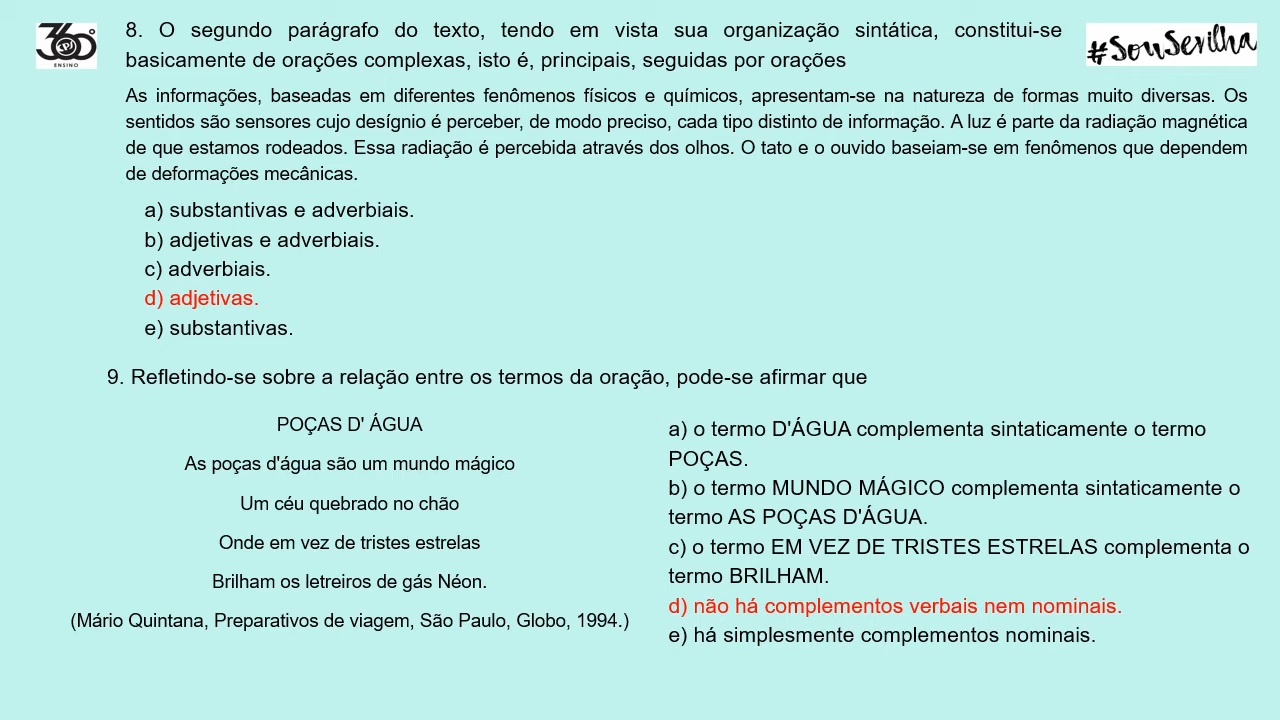 360°
ENSINO
#SouSevilha
8. O segundo parágrafo do texto, tendo em vista sua organização sintática, constitui-se
basicamente de orações complexas, isto é, principais, seguidas por orações
As informações, baseadas em diferentes fenômenos físicos e químicos, apresentam-se na natureza de formas muito diversas. Os
sentidos são sensores cujo desígnio é perceber, de modo preciso, cada tipo distinto de informação. A luz é parte da radiação magnética
de que estamos rodeados. Essa radiação é percebida através dos olhos. O tato e o ouvido baseiam-se em fenômenos que dependem
de deformações mecânicas.
a) substantivas e adverbiais.
b) adjetivas e adverbiais.
c) adverbiais.
d) adjetivas.
e) substantivas.
9. Refletindo-se sobre a relação entre os termos da oração, pode-se afirmar que
POÇAS D' ÁGUA
As poças d'água são um mundo mágico
Um céu quebrado no chão
Onde em vez de tristes estrelas
Brilham os letreiros de gás Néon.
(Mário Quintana, Preparativos de viagem, São Paulo, Globo, 1994.)
a) o termo D'ÁGUA complementa sintaticamente o termo
POÇAS.
b) o termo MUNDO MÁGICO complementa sintaticamente o
termo AS POÇAS D'ÁGUA.
c) o termo EM VEZ DE TRISTES ESTRELAS complementa o
termo BRILHAM.
d) não há complementos verbais nem nominais.
e) há simplesmente complementos nominais.